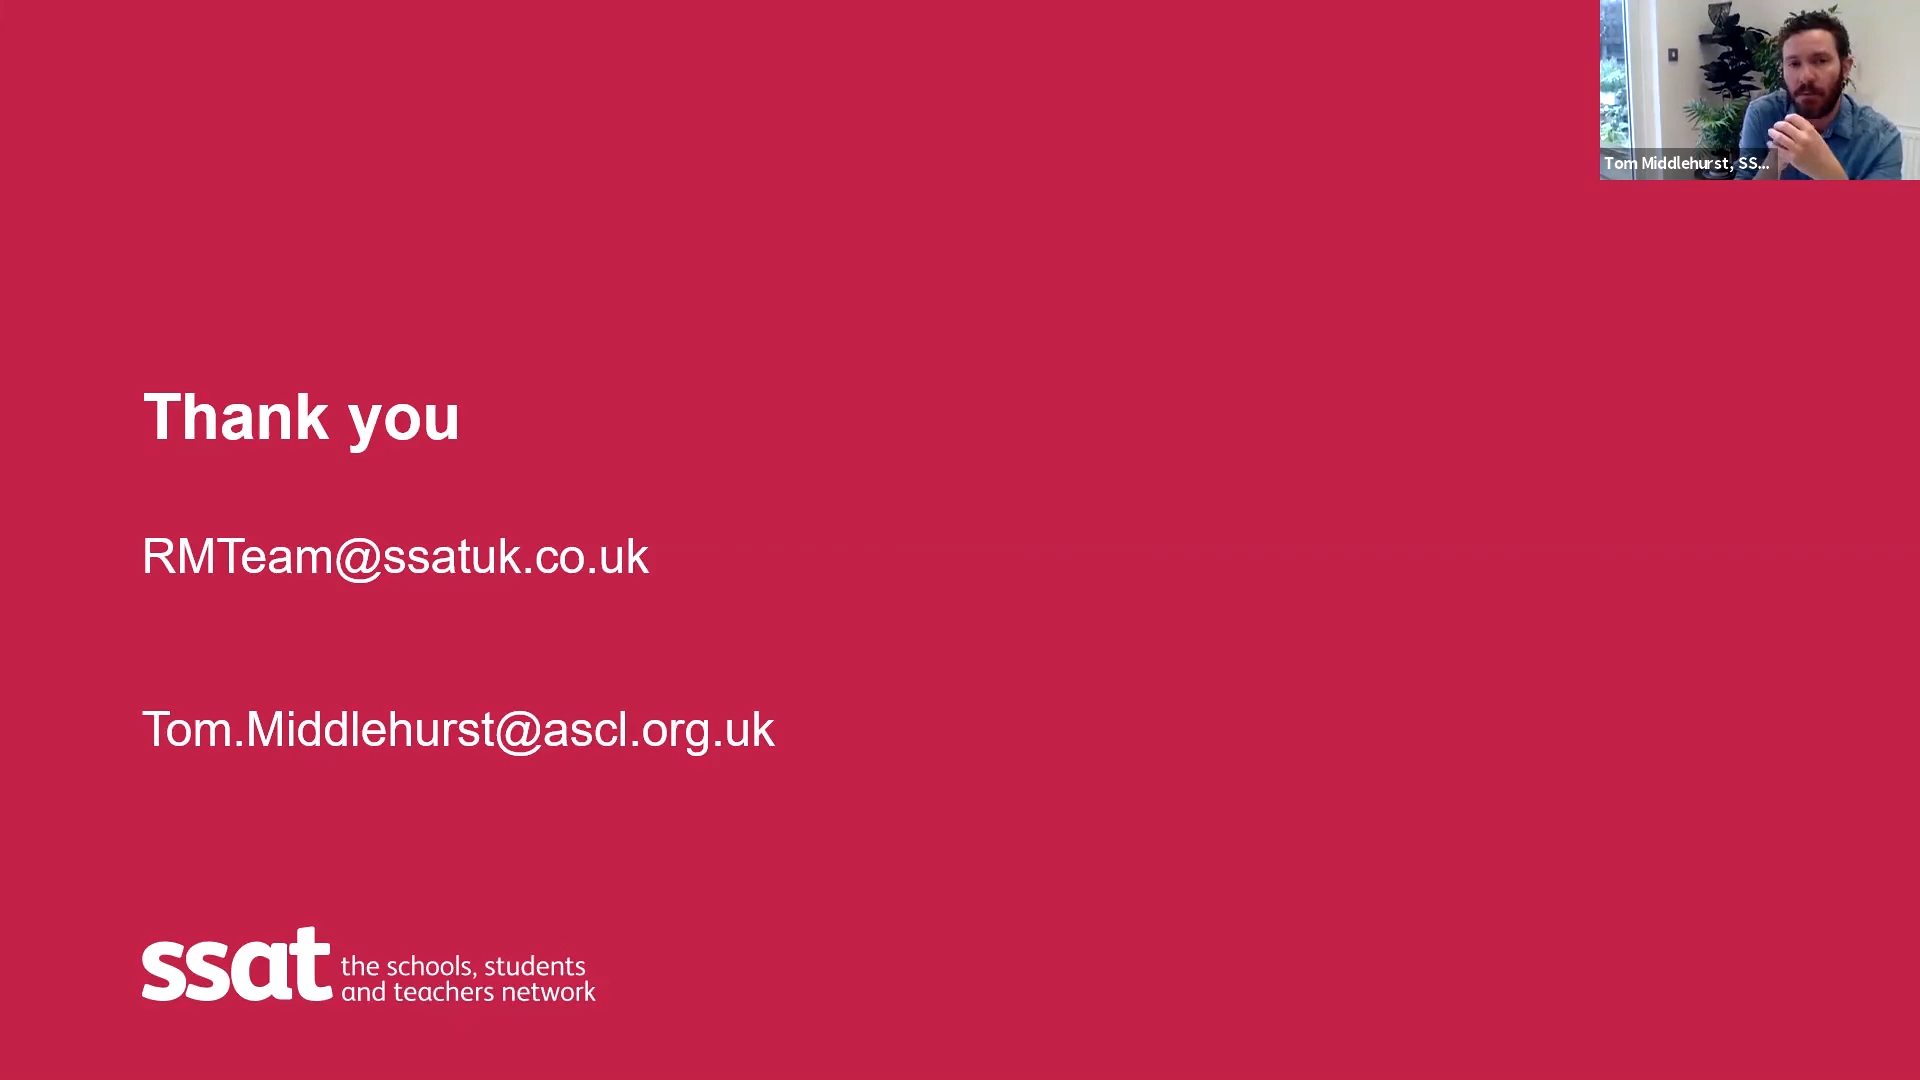 Tom Middlehurst, SS...
Thank you
RMTeam@ssatuk.co.uk
Tom.Middlehurst@ascl.org.uk
ssat the schools, students
and teachers network